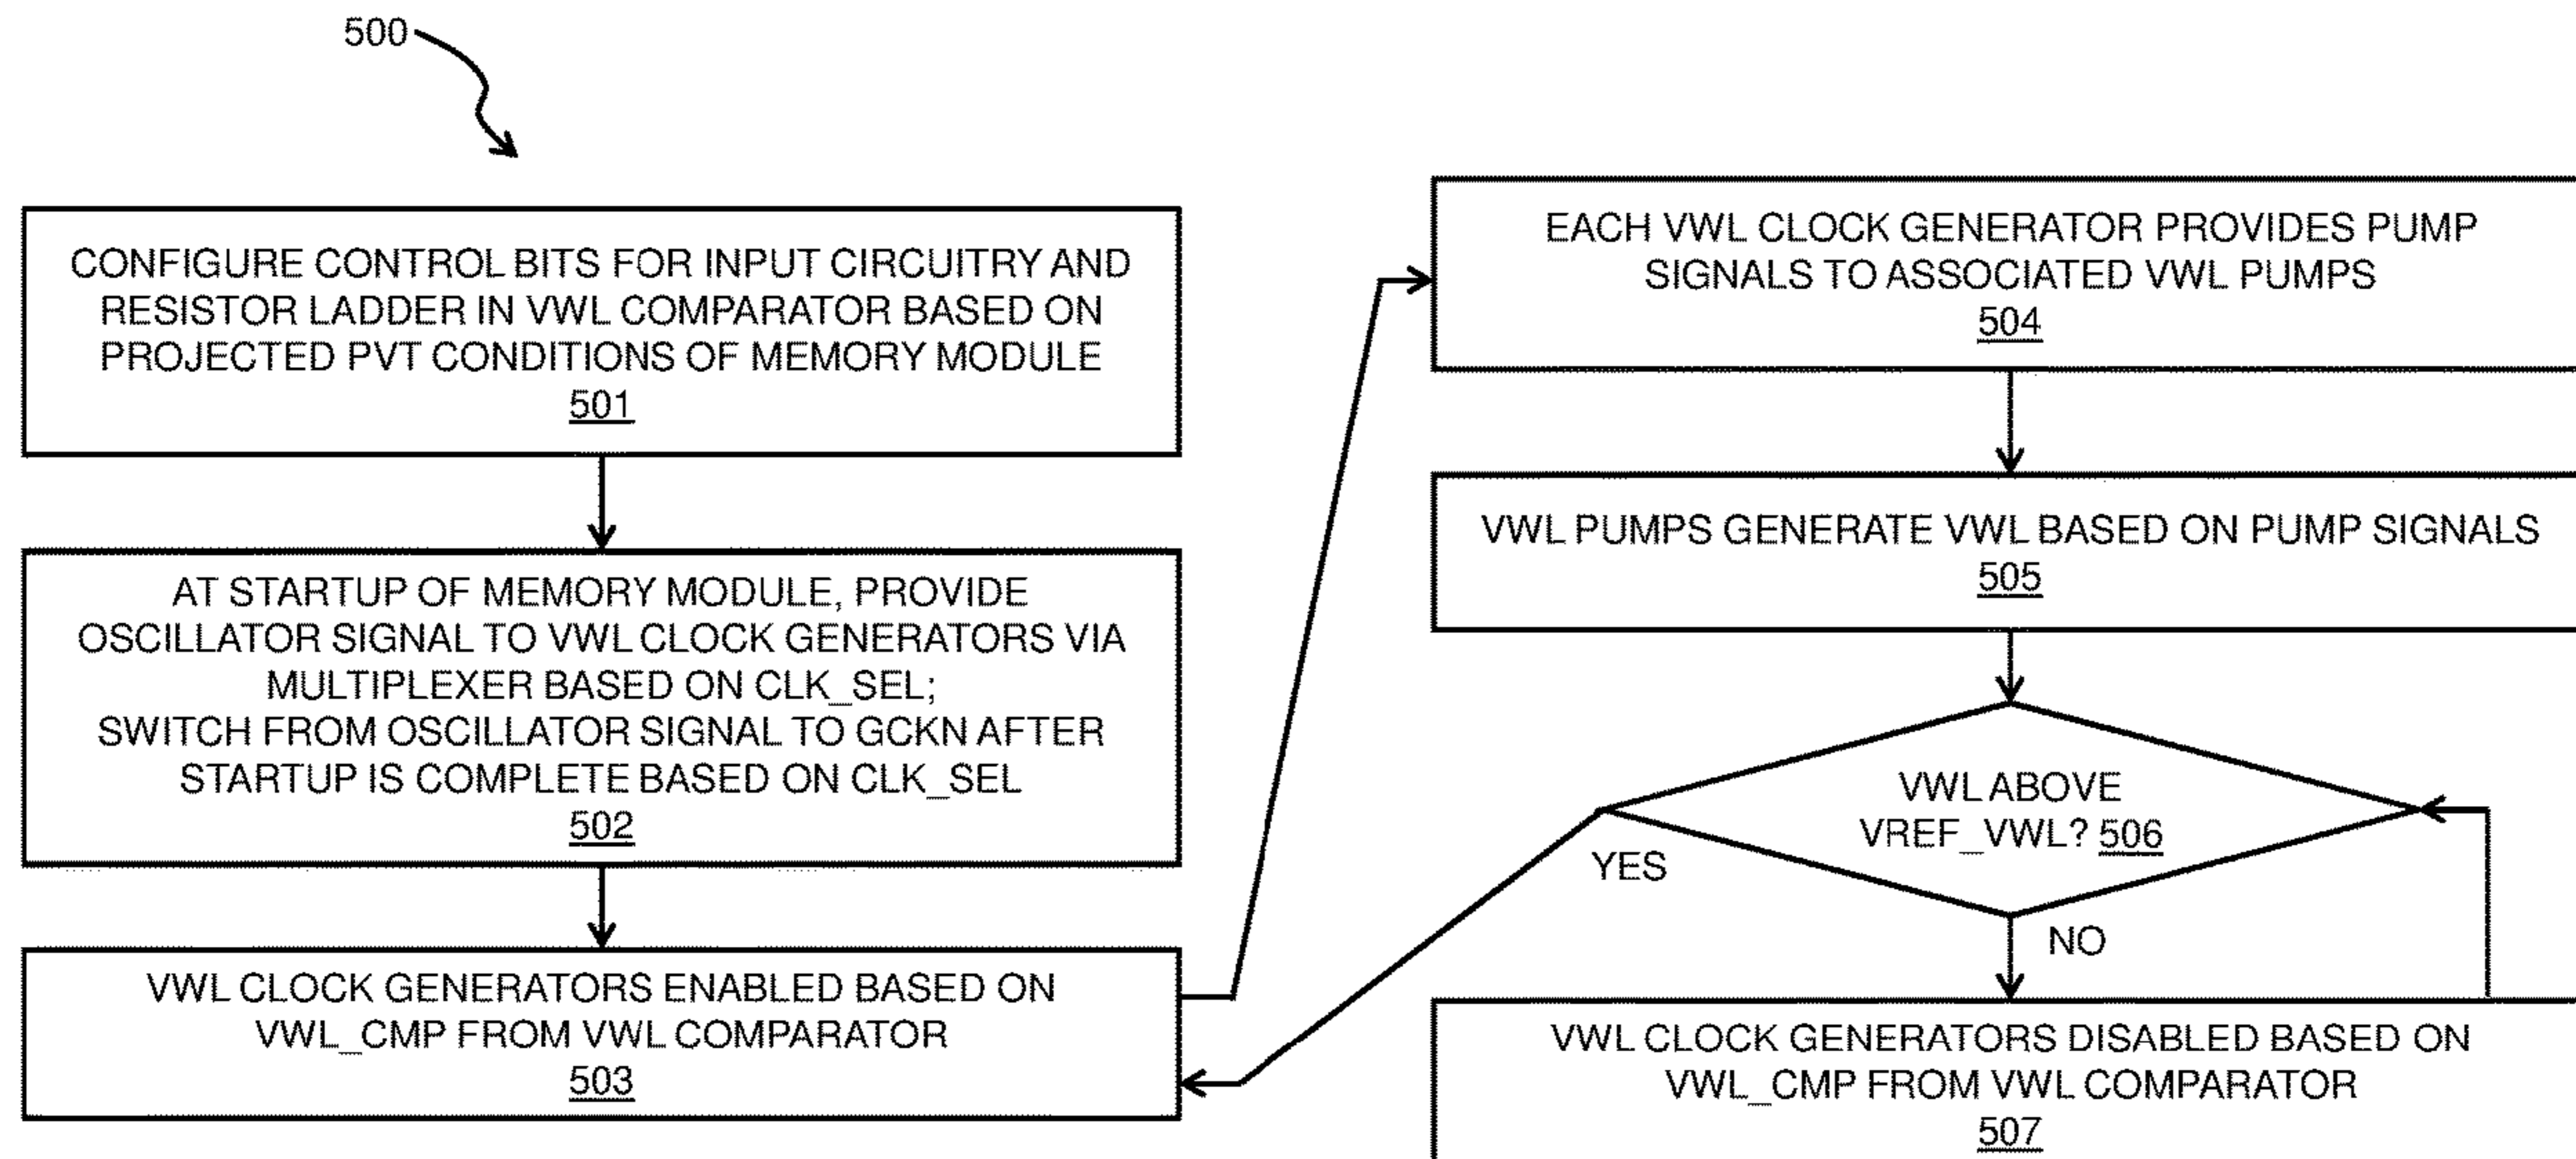 500
CONFIGURE CONTROL BITS FOR INPUT CIRCUITRY AND
RESISTOR LADDER IN VWL COMPARATOR BASED ON
PROJECTED PVT CONDITIONS OF MEMORY MODULE
501
AT STARTUP OF MEMORY MODULE, PROVIDE
OSCILLATOR SIGNAL TO VWL CLOCK GENERATORS VIA
MULTIPLEXER BASED ON CLK_SEL;
SWITCH FROM OSCILLATOR SIGNAL TO GCKN AFTER
STARTUP IS COMPLETE BASED ON CLK_SEL
502
VWL CLOCK GENERATORS ENABLED BASED ON
VWL_CMP FROM VWL COMPARATOR
503
EACH VWL CLOCK GENERATOR PROVIDES PUMP
SIGNALS TO ASSOCIATED VWL PUMPS
504
VWL PUMPS GENERATE VWL BASED ON PUMP SIGNALS
505
VWL ABOVE
VREF_VWL? 506
YES
NO
VWL CLOCK GENERATORS DISABLED BASED ON
VWL_CMP FROM VWL COMPARATOR
507